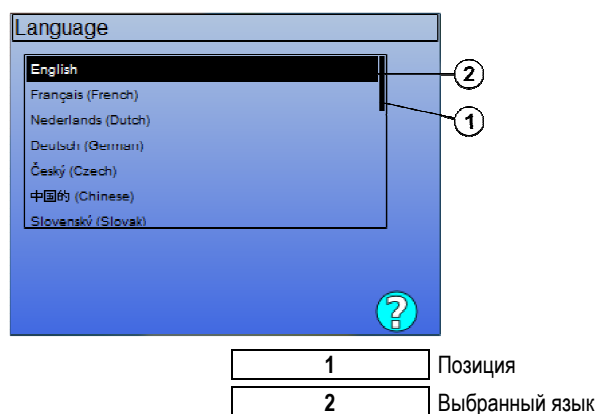 Language
English
Français (French)
Nederlands (Dutch)
Deutsch (German)
Český (Czech)
中国的 (Chinese)
Slovenský (Slovak)
2
1
?
1 Позиция
2 Выбранный язык